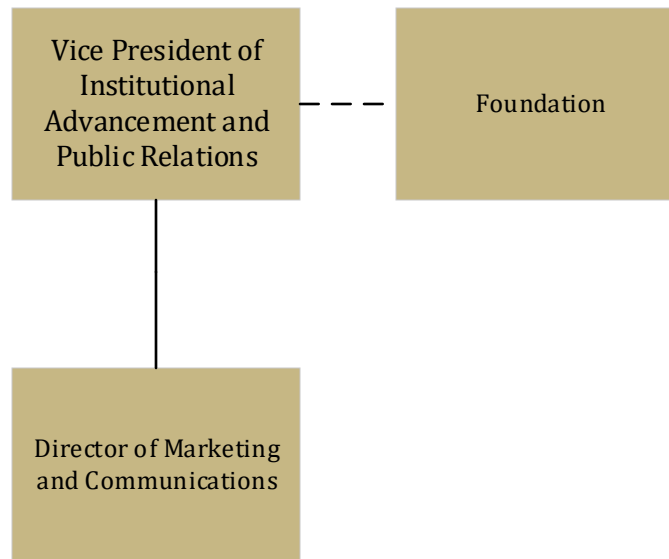 Vice President of
Institutional
Advancement and
Public Relations
Foundation
Director of Marketing
and Communications